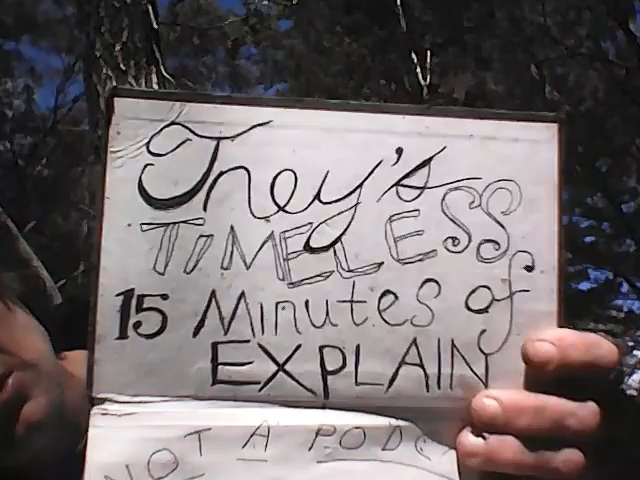 Trey's
TIMELESS
15 Minutes of
EXPLAIN
NOT A PODC